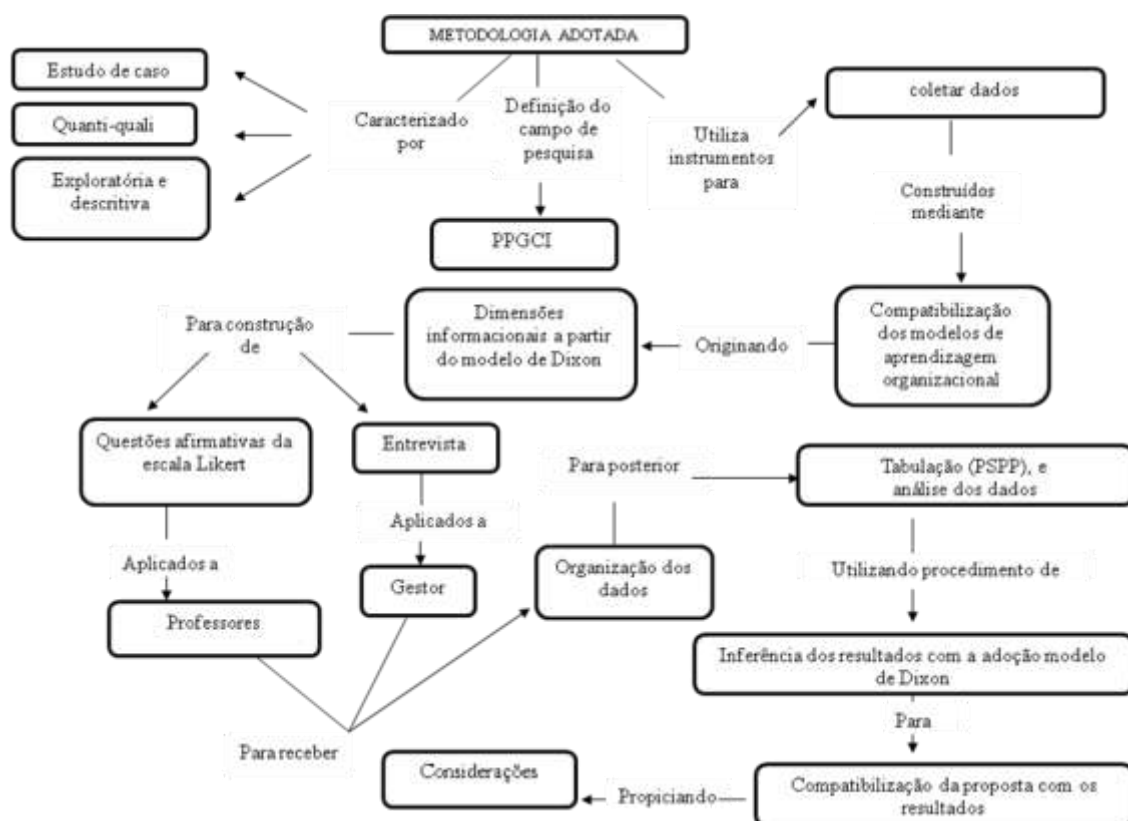 METODOLOGIA ADOTADA
Estudo de caso
Quanti-quali
Exploratória e
descritiva
Caracterizado
por
Definição do
campo de
pesquisa
Utiliza
instrumentos
para
coletar dados
Construídos
mediante
PPGCI
Compatibilização
dos modelos de
aprendizagem
organizacional
Originando
Dimensões
informacionais a partir
do modelo de Dixon
Para construção
de
Questões afirmativas da
escala Likert
Entrevista
Aplicados a
Professores
Aplicados a
Gestor
Para receber
Organização dos
dados
Para posterior
Tabulação (PSPP), e
análise dos dados
Utilizando procedimento de
Inferência dos resultados com a adoção modelo
de Dixon
Para
Compatibilização da proposta com os
resultados
Propiciando
Considerações